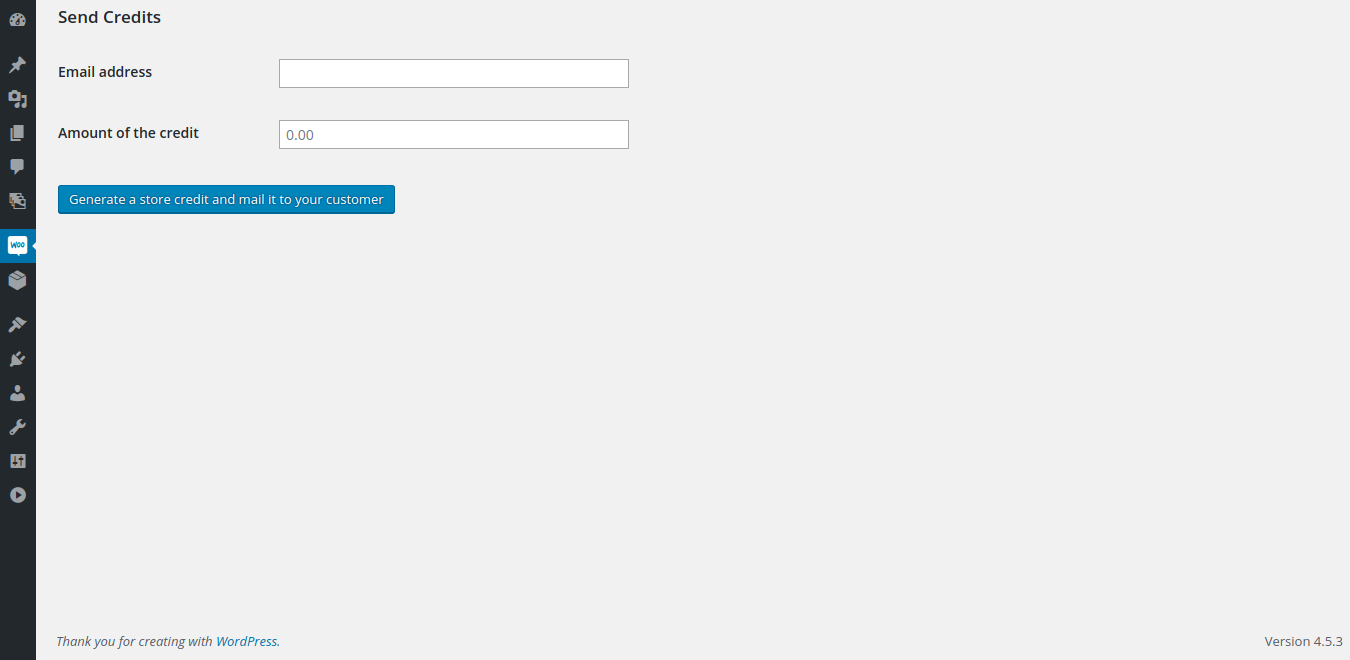 Send Credits
Email address
Amount of the credit
0.00
Generate a store credit and mail it to your customer
Woo
Thank you for creating with WordPress.
Version 4.5.3